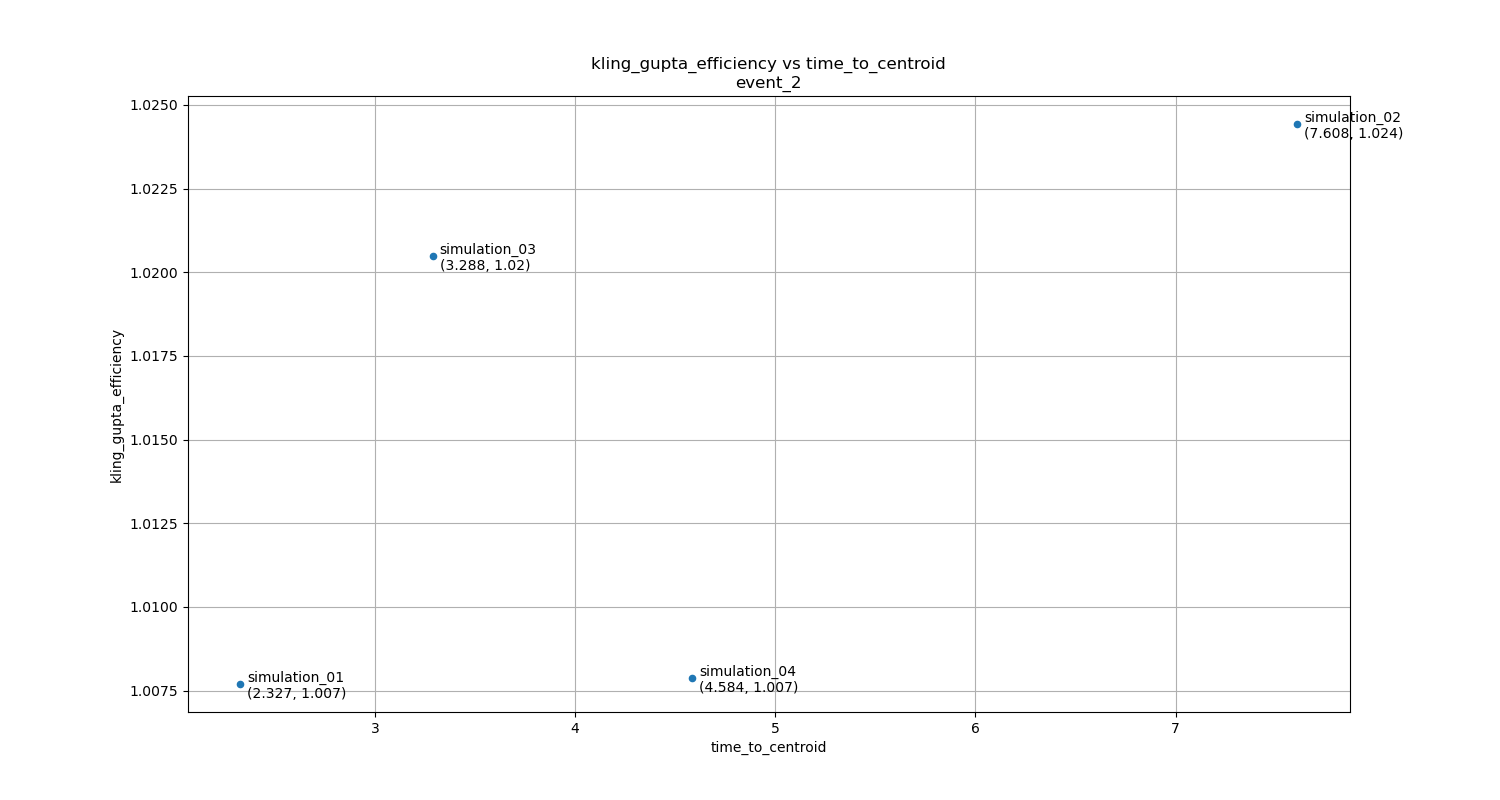 kling_gupta_efficiency vs time_to_centroid
event_2
1.0250
1.0225
1.0200
1.0175
1.0150
1.0125
1.0100
1.0075
kling_gupta_efficiency
simulation_02
(7.608, 1.024)
simulation_03
(3.288, 1.02)
simulation_01
(2.327, 1.007)
simulation_04
(4.584, 1.007)
3 4 5 6 7
time_to_centroid